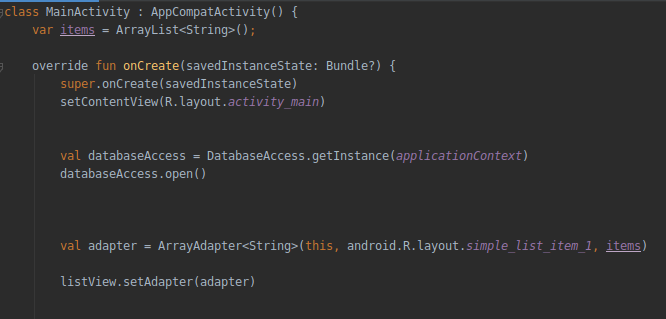 class MainActivity : AppCompatActivity() {
var items = ArrayList<String>();
override fun onCreate(savedInstanceState: Bundle?) {
super.onCreate(savedInstanceState)
setContentView(R.layout.activity_main)
val databaseAccess = DatabaseAccess.getInstance(applicationContext)
databaseAccess.open()
val adapter = ArrayAdapter<String>(this, android.R.layout.simple_list_item_1, items)
listView.setAdapter(adapter)